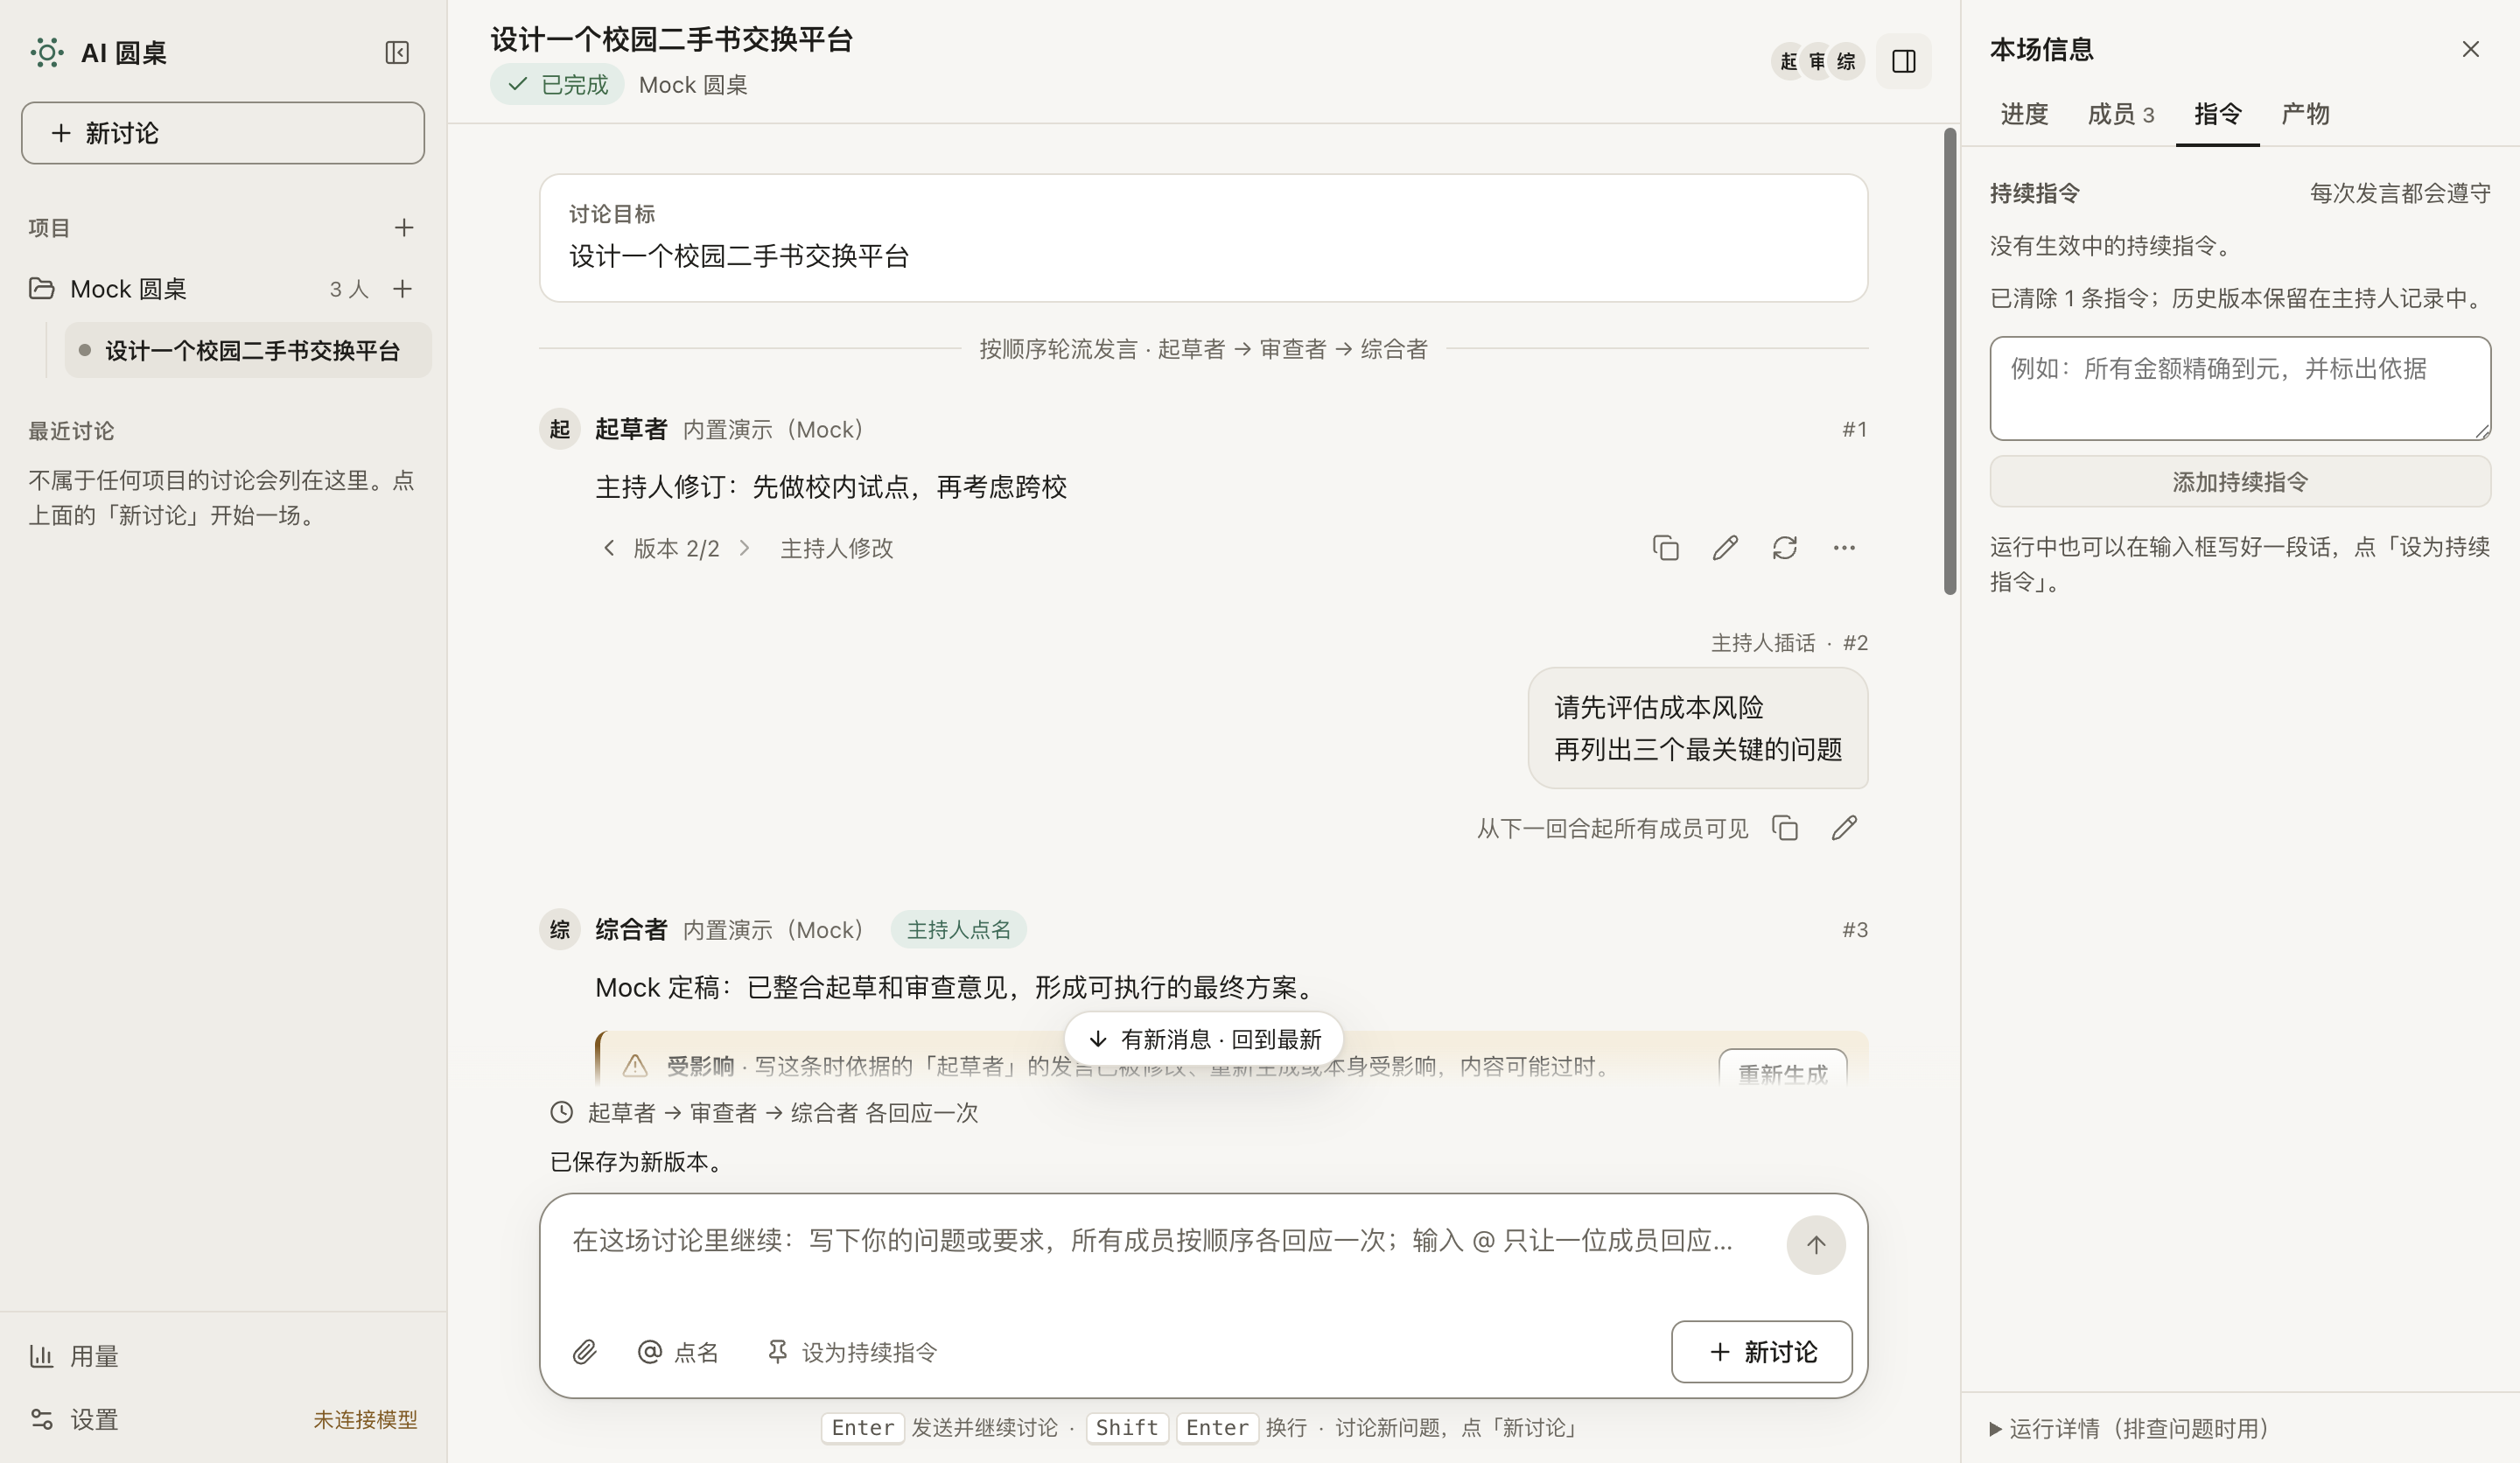 AI 圆桌
新讨论
项目
Mock 圆桌 3 人
设计一个校园二手书交换平台
最近讨论
不属于任何项目的讨论会列在这里。点
上面的「新讨论」开始一场。
用量
设置 未连接模型
设计一个校园二手书交换平台
已完成 Mock 圆桌
起 审 综
讨论目标
设计一个校园二手书交换平台
按顺序轮流发言 · 起草者 → 审查者 → 综合者
起 起草者 内置演示（Mock） #1
主持人修订：先做校内试点，再考虑跨校
版本 2/2 主持人修改
主持人插话 · #2
请先评估成本风险
再列出三个最关键的问题
从下一回合起所有成员可见
综 综合者 内置演示（Mock） 主持人点名 #3
Mock 定稿：已整合起草和审查意见，形成可执行的最终方案。
有新消息 · 回到最新
受影响 · 写这条时依据的「起草者」的发言已被修改、重新生成或本身受影响，内容可能过时。 重新生成
起草者 → 审查者 → 综合者 各回应一次
已保存为新版本。
在这场讨论里继续：写下你的问题或要求，所有成员按顺序各回应一次；输入 @ 只让一位成员回应...
点名 设为持续指令 新讨论
Enter 发送并继续讨论 · Shift Enter 换行 · 讨论新问题，点「新讨论」
本场信息
进度 成员 3 指令 产物
持续指令 每次发言都会遵守
没有生效中的持续指令。
已清除 1 条指令；历史版本保留在主持人记录中。
例如：所有金额精确到元，并标出依据
添加持续指令
运行中也可以在输入框写好一段话，点「设为持续
指令」。
运行详情（排查问题时用）